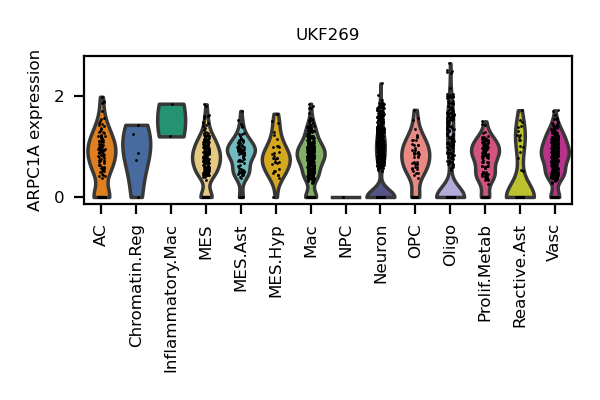 UKF269
ARPC1A expression
2
0
AC
Chromatin.Reg
Inflammatory.Mac
MES
MES.Ast
MES.Hyp
Mac
NPC
Neuron
OPC
Oligo
Prolif.Metab
Reactive.Ast
Vasc